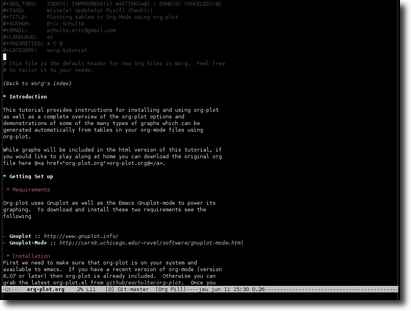 #+SEQ_TODO:   TODO(t) INPROGRESS(i) WAITING(w@) | DONE(d) CANCELED(c@)
#+TAGS:       Write(w) Update(u) Fix(f) Check(c)
#+TITLE:      Plotting tables in Org-Mode using org-plot
#+AUTHOR:     Eric Schulte
#+EMAIL:      schulte.eric@gmail.com
#+LANGUAGE:   en
#+PRIORITIES: A C B
#+CATEGORY:   worg-tutorial
# This file is the default header for new Org files in Worg.  Feel free
# to tailor it to your needs.
{Back to Worg's index}
* Introduction
This tutorial provides instructions for installing and using org-plot
as well as a complete overview of the org-plot options and
demonstrations of some of the many types of graphs which can be
generated automatically from tables in your org-mode files using
org-plot.
While graphs will be included in the html version of this tutorial, if
you would like to play along at home you can download the original org
file here @<a href="org-plot.org">org-plot.org@</a>.
* Getting Set up
* Requirements
Org-plot uses Gnuplot as well as the Emacs Gnuplot-mode to power its
graphing.  To download and install these two requirements see the
following
- Gnuplot :: http://www.gnuplot.info/
- Gnuplot-Mode :: http://cars9.uchicago.edu/~ravel/software/gnuplot-mode.html
* Installation
First we need to make sure that org-plot is on your system and
available to emacs.  If you have a recent version of org-mode (version
6.07 or later) then org-plot is already included.  Otherwise you can
grab the latest org-plot.el from github/eschulte/org-plot.  Once you
-U:--  org-plot.org   2% L11   [O] Git-master  (Org Fill)----jeu jun 11 15:30 0.26